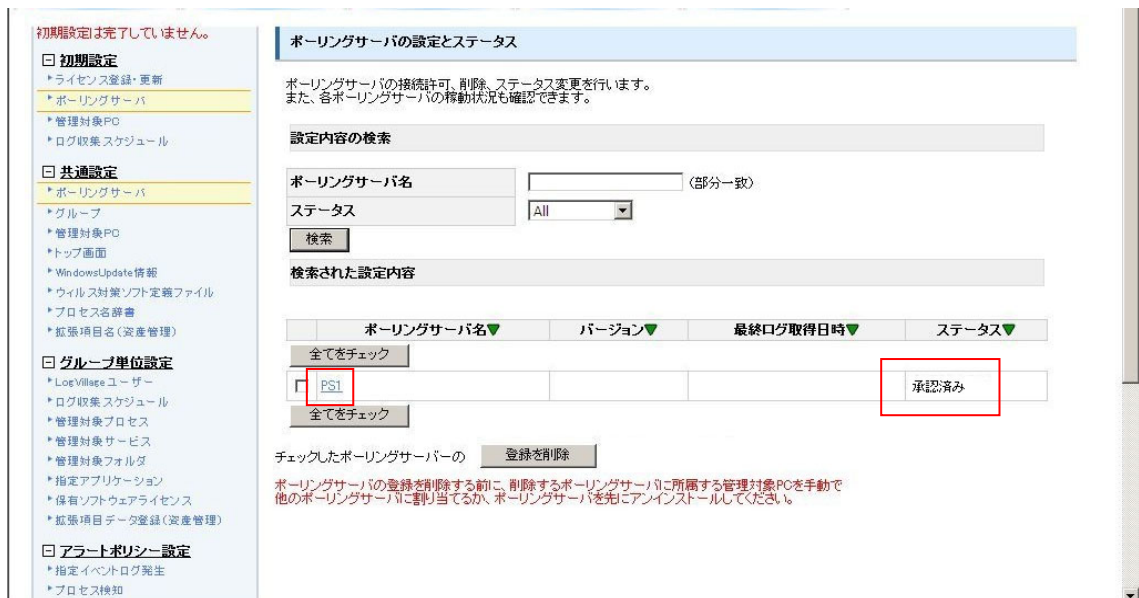 初期設定は完了していません。
初期設定
ライセンス登録・更新
ポーリングサーバ
管理対象PC
ログ収集スケジュール
共通設定
ポーリングサーバ
グループ
管理対象PC
トップ画面
WindowsUpdate情報
ウィルス対策ソフト定義ファイル
プロセス名辞書
拡張項目名(資産管理)
グループ単位設定
LogVillageユーザー
ログ収集スケジュール
管理対象プロセス
管理対象サービス
管理対象フォルダ
指定アプリケーション
保有ソフトウェアライセンス
拡張項目データ登録(資産管理)
アラートポリシー設定
指定イベントログ発生
プロセス検知
ポーリングサーバの設定とステータス
ポーリングサーバの接続許可、削除、ステータス変更を行います。
また、各ポーリングサーバの稼動状況も確認できます。
設定内容の検索
ポーリングサーバ名 (部分一致)
ステータス All
検索
検索された設定内容
ポーリングサーバ名▼ バージョン▼ 最終ログ取得日時▼ ステータス▼
全てをチェック
PS1 承認済み
全てをチェック
チェックしたポーリングサーバーの 登録を削除
ポーリングサーバの登録を削除する前に、削除するポーリングサーバに所属する管理対象PCを手動で
他のポーリングサーバに割り当てるか、ポーリングサーバを先にアンインストールしてください。